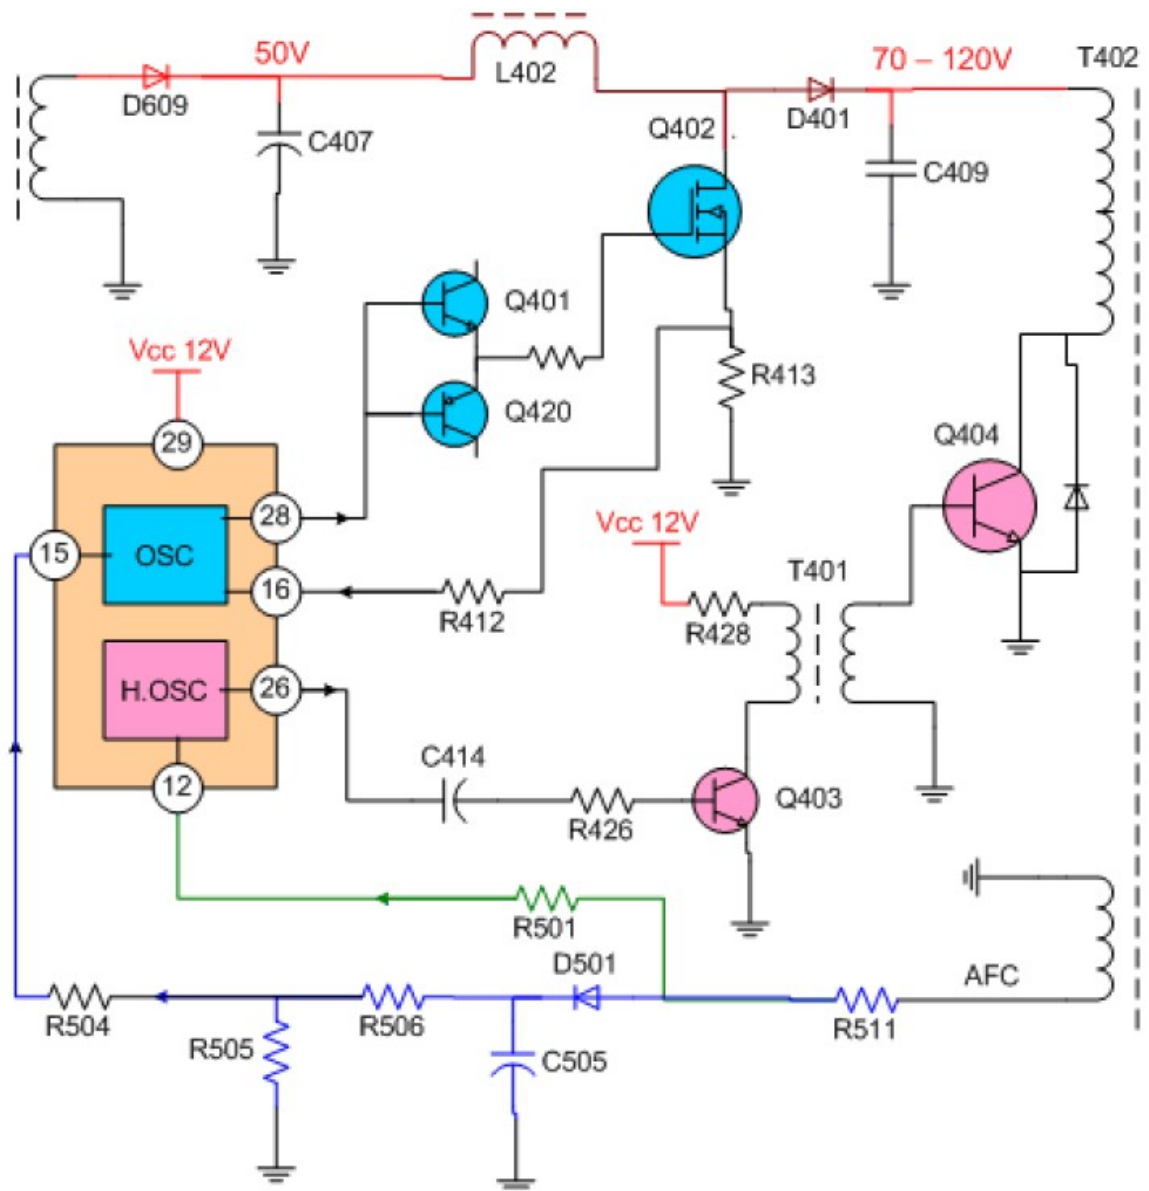 50V
70 – 120V
T402
L402
D609
D401
Q402
C407
C409
Q401
Vcc 12V
R413
Q420
29
Q404
28
Vcc 12V
15
OSC
T401
16
R412
R428
26
H.OSC
C414
12
Q403
R426
R501
D501
AFC
R504
R506
R511
R505
C505